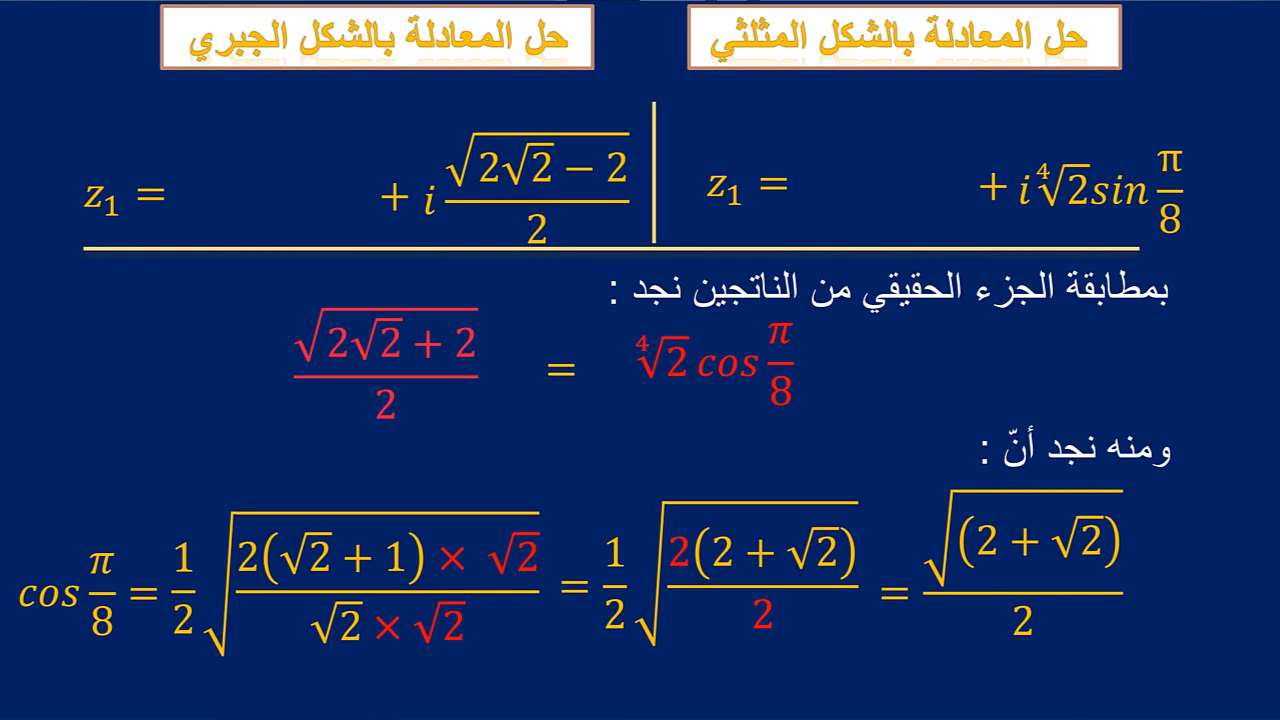 حل المعادلة بالشكل المثلثي
حل المعادلة بالشكل الجبري
z₁ = + i ∜2 sin π/8
z₁ = + i √(2√2 − 2)/2
بمطابقة الجزء الحقيقي من الناتجين نجد :
√(2√2 + 2)/2 = ∜2 cos π/8
ومنه نجد أنّ :
cos π/8 = 1/2 √(2(√2 + 1) × √2 / √2 × √2) = 1/2 √(2(2 + √2)/2) = √((2 + √2))/2